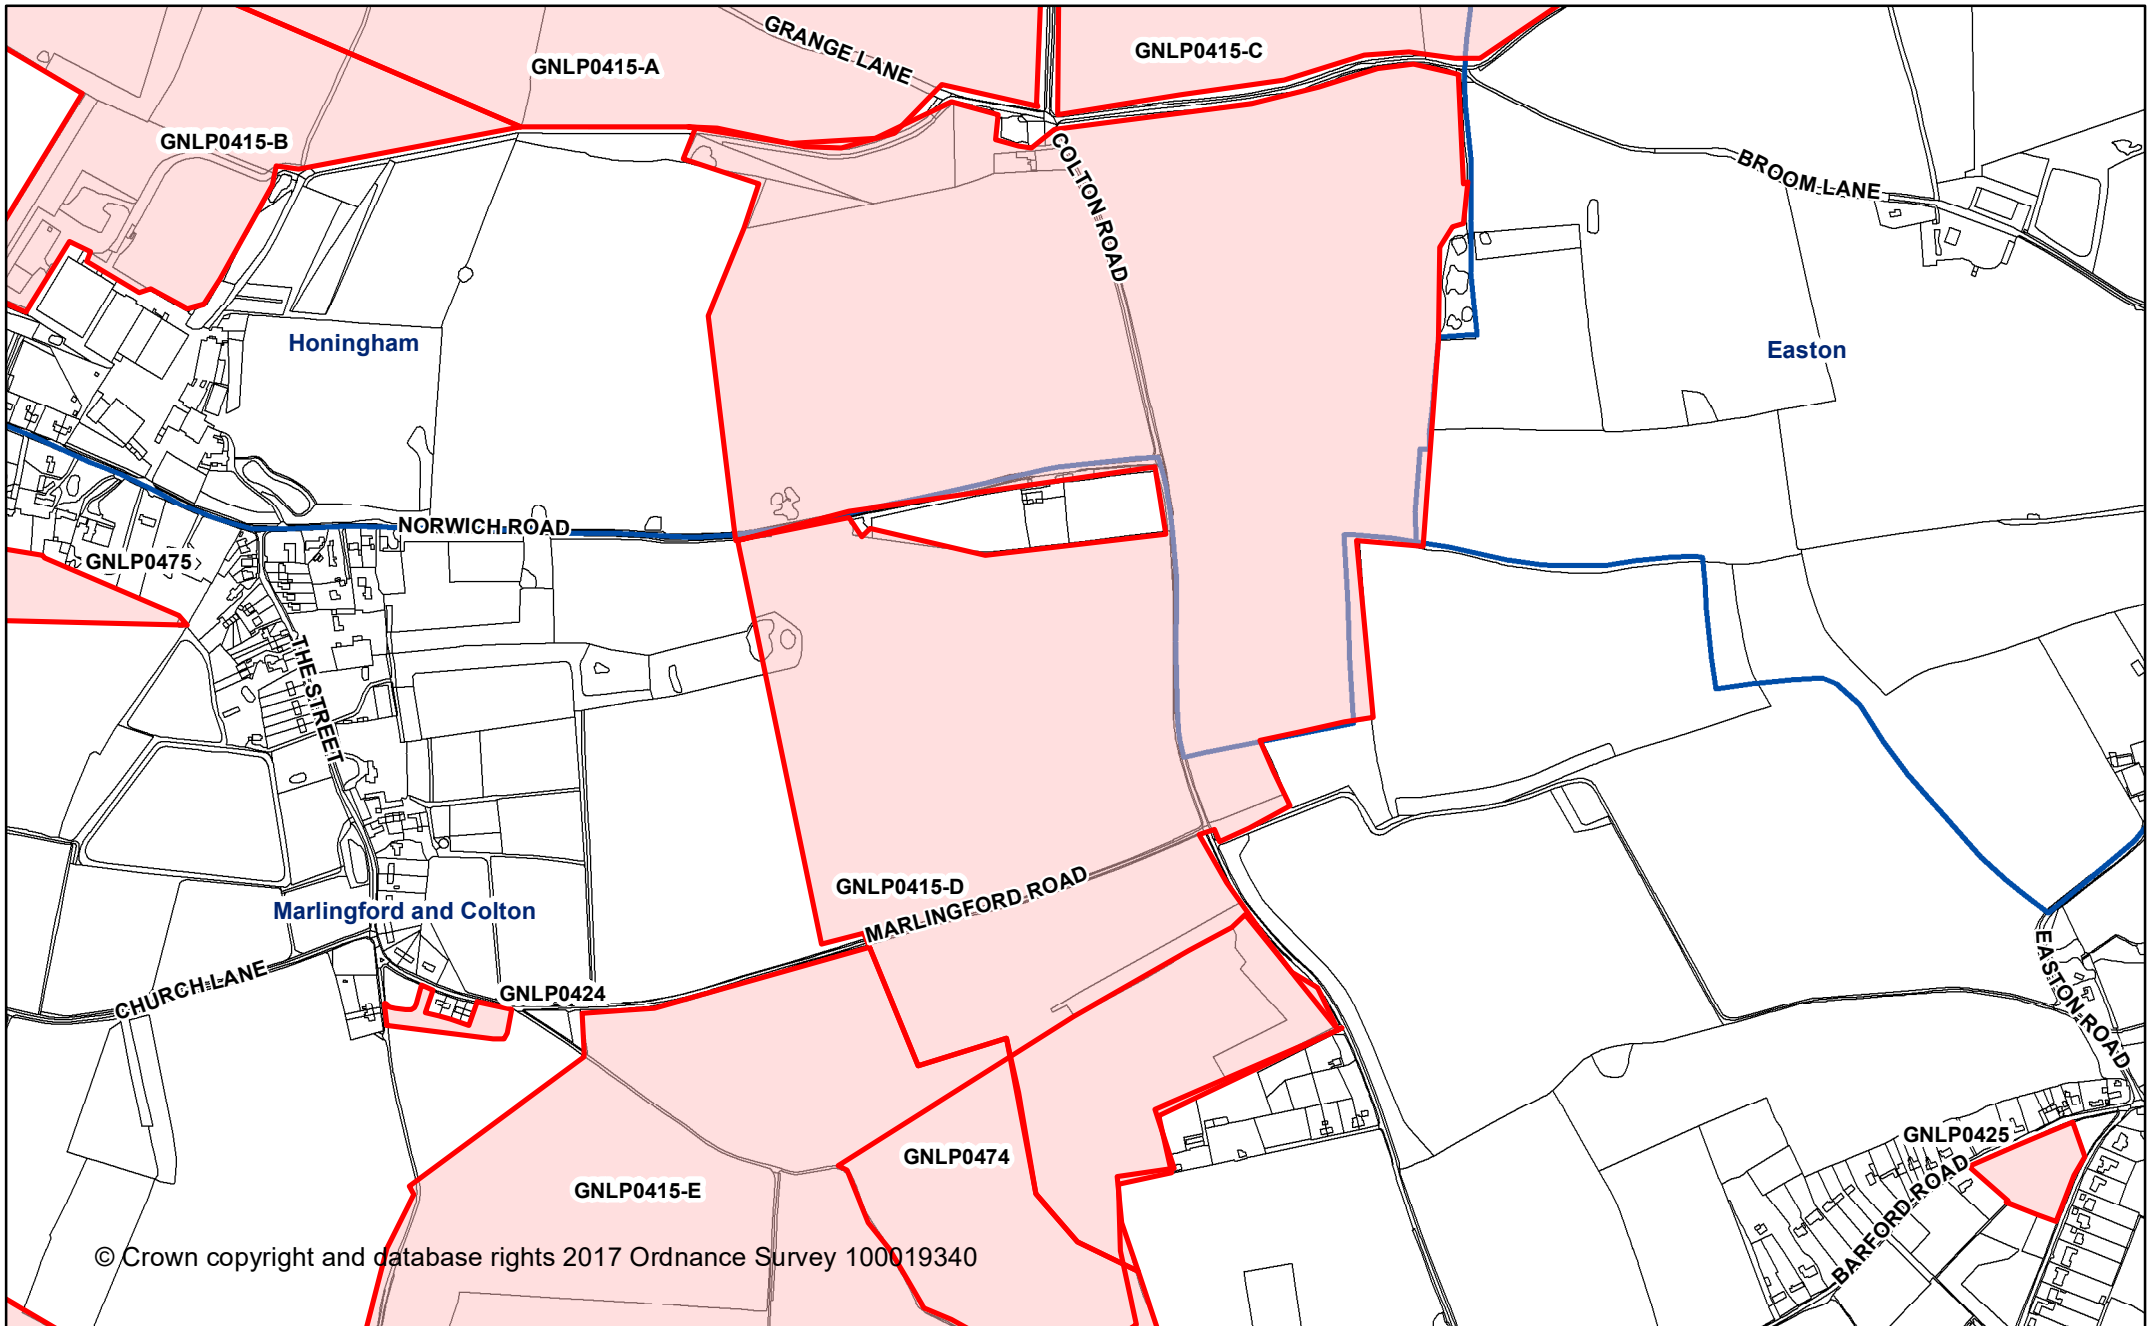 GRANGE LANE
GNLP0415-C
GNLP0415-A
GNLP0415-B
COLTON ROAD
BROOM LANE
Honingham
Easton
NORWICH ROAD
GNLP0475
THE STREET
GNLP0415-D
MARLINGFORD ROAD
Marlingford and Colton
CHURCH LANE
GNLP0424
EASTON ROAD
GNLP0425
GNLP0474
GNLP0415-E
BARFORD ROAD
© Crown copyright and database rights 2017 Ordnance Survey 100019340